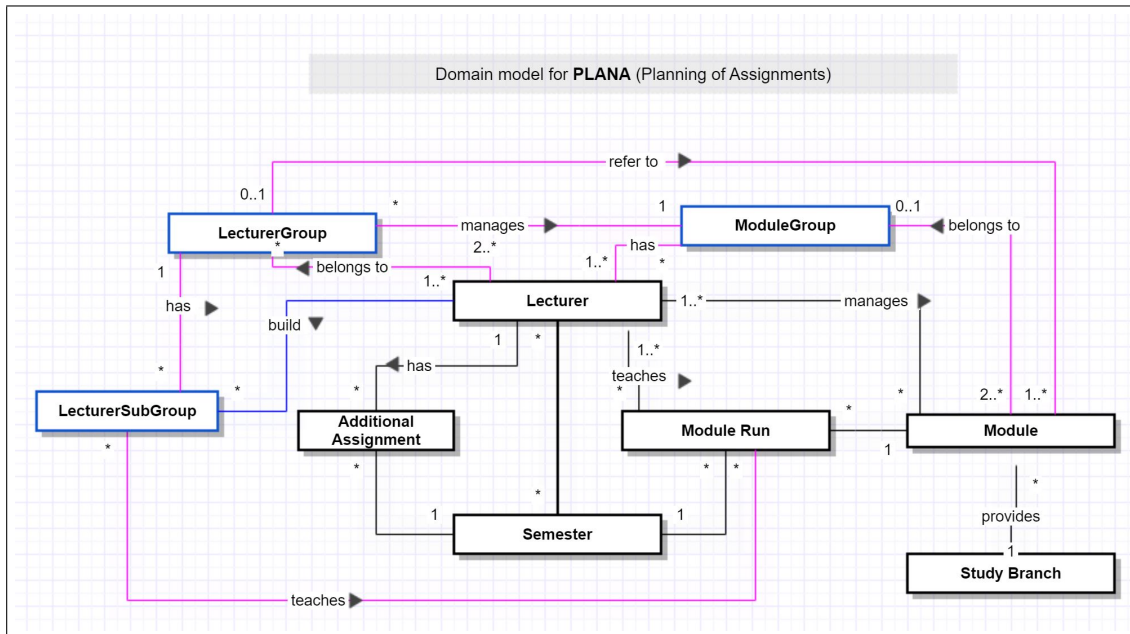 Domain model for PLANA (Planning of Assignments)
refer to
0..1
*
1
0..1
LecturerGroup
*
manages
ModuleGroup
belongs to
2..*
has
1
belongs to
1..*
1..*
*
has
build
Lecturer
1..*
manages
1
*
1..*
has
teaches
*
*
*
*
*
2..*
1..*
LecturerSubGroup
Additional
Assignment
Module Run
*
1
Module
*
*
*
*
*
*
1
1
provides
Semester
1
Study Branch
teaches